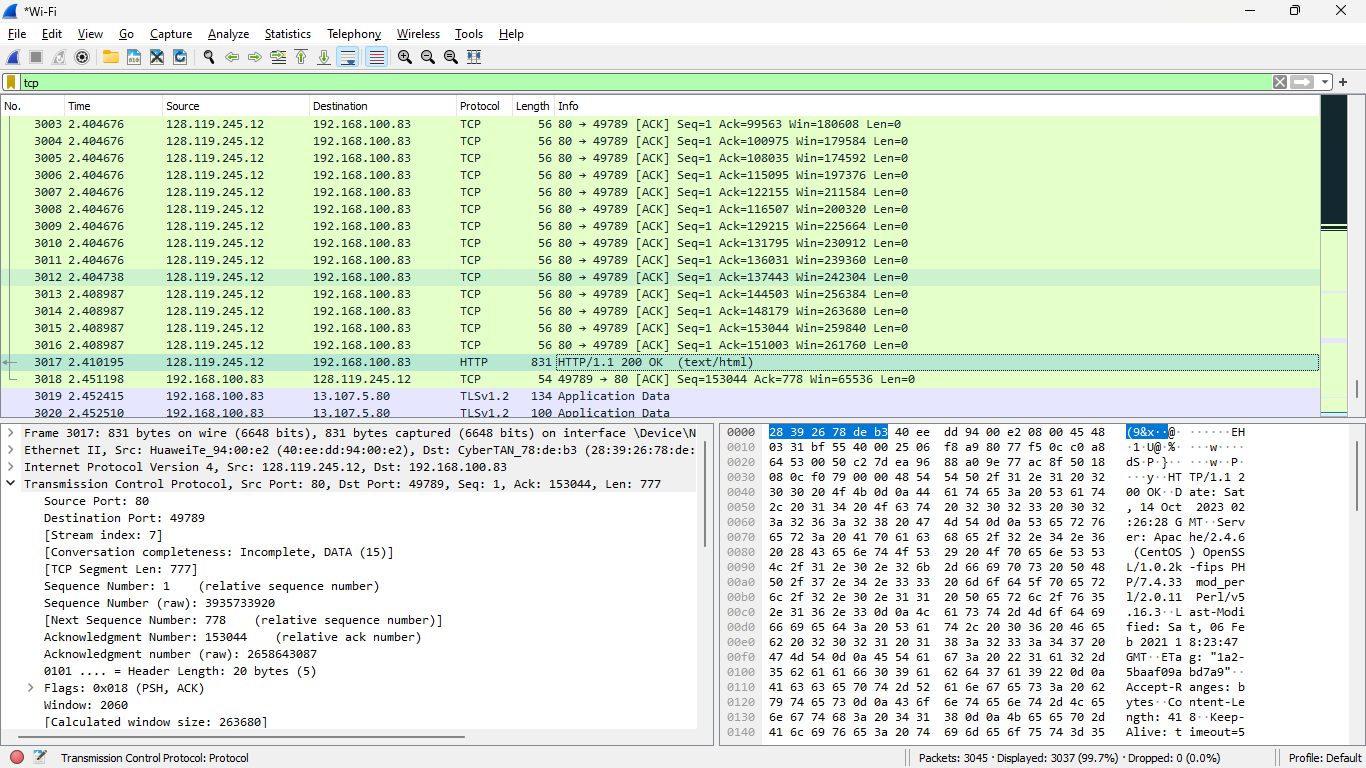 *Wi-Fi
File Edit View Go Capture Analyze Statistics Telephony Wireless Tools Help
tcp
No. Time Source Destination Protocol Length Info
3003 2.404676 128.119.245.12 192.168.100.83 TCP 56 80 → 49789 [ACK] Seq=1 Ack=99563 Win=180608 Len=0
3004 2.404676 128.119.245.12 192.168.100.83 TCP 56 80 → 49789 [ACK] Seq=1 Ack=100975 Win=179584 Len=0
3005 2.404676 128.119.245.12 192.168.100.83 TCP 56 80 → 49789 [ACK] Seq=1 Ack=108035 Win=174592 Len=0
3006 2.404676 128.119.245.12 192.168.100.83 TCP 56 80 → 49789 [ACK] Seq=1 Ack=115095 Win=197376 Len=0
3007 2.404676 128.119.245.12 192.168.100.83 TCP 56 80 → 49789 [ACK] Seq=1 Ack=122155 Win=211584 Len=0
3008 2.404676 128.119.245.12 192.168.100.83 TCP 56 80 → 49789 [ACK] Seq=1 Ack=116507 Win=200320 Len=0
3009 2.404676 128.119.245.12 192.168.100.83 TCP 56 80 → 49789 [ACK] Seq=1 Ack=129215 Win=225664 Len=0
3010 2.404676 128.119.245.12 192.168.100.83 TCP 56 80 → 49789 [ACK] Seq=1 Ack=131795 Win=230912 Len=0
3011 2.404676 128.119.245.12 192.168.100.83 TCP 56 80 → 49789 [ACK] Seq=1 Ack=136031 Win=239360 Len=0
3012 2.404738 128.119.245.12 192.168.100.83 TCP 56 80 → 49789 [ACK] Seq=1 Ack=137443 Win=242304 Len=0
3013 2.408987 128.119.245.12 192.168.100.83 TCP 56 80 → 49789 [ACK] Seq=1 Ack=144503 Win=256384 Len=0
3014 2.408987 128.119.245.12 192.168.100.83 TCP 56 80 → 49789 [ACK] Seq=1 Ack=148179 Win=263680 Len=0
3015 2.408987 128.119.245.12 192.168.100.83 TCP 56 80 → 49789 [ACK] Seq=1 Ack=153044 Win=259840 Len=0
3016 2.408987 128.119.245.12 192.168.100.83 TCP 56 80 → 49789 [ACK] Seq=1 Ack=151003 Win=261760 Len=0
3017 2.410195 128.119.245.12 192.168.100.83 HTTP 831 HTTP/1.1 200 OK (text/html)
3018 2.451198 192.168.100.83 128.119.245.12 TCP 54 49789 → 80 [ACK] Seq=153044 Ack=778 Win=65536 Len=0
3019 2.452415 192.168.100.83 13.107.5.80 TLSv1.2 134 Application Data
3020 2.452510 192.168.100.83 13.107.5.80 TLSv1.2 100 Application Data
Frame 3017: 831 bytes on wire (6648 bits), 831 bytes captured (6648 bits) on interface \Device\N
Ethernet II, Src: HuaweiTe_94:00:e2 (40:ee:dd:94:00:e2), Dst: CyberTAN_78:de:b3 (28:39:26:78:de:
Internet Protocol Version 4, Src: 128.119.245.12, Dst: 192.168.100.83
Transmission Control Protocol, Src Port: 80, Dst Port: 49789, Seq: 1, Ack: 153044, Len: 777
Source Port: 80
Destination Port: 49789
[Stream index: 7]
[Conversation completeness: Incomplete, DATA (15)]
[TCP Segment Len: 777]
Sequence Number: 1 (relative sequence number)
Sequence Number (raw): 3935733920
[Next Sequence Number: 778 (relative sequence number)]
Acknowledgment Number: 153044 (relative ack number)
Acknowledgment number (raw): 2658643087
0101 .... = Header Length: 20 bytes (5)
Flags: 0x018 (PSH, ACK)
Window: 2060
[Calculated window size: 263680]
0000 28 39 26 78 de b3 40 ee dd 94 00 e2 08 00 45 48 (9&x··@· ······EH
0010 03 31 bf 55 40 00 25 06 f8 a9 80 77 f5 0c c0 a8 ·1·U@·%· ···w····
0020 64 53 00 50 c2 7d ea 96 88 a0 9e 77 ac 8f 50 18 dS·P·}·· ···w··P·
0030 08 0c f0 79 00 00 48 54 54 50 2f 31 2e 31 20 32 ···y··HT TP/1.1 2
0040 30 30 20 4f 4b 0d 0a 44 61 74 65 3a 20 53 61 74 00 OK··D ate: Sat
0050 2c 20 31 34 20 4f 63 74 20 32 30 32 33 20 30 32 , 14 Oct 2023 02
0060 3a 32 36 3a 32 38 20 47 4d 54 0d 0a 53 65 72 76 :26:28 G MT··Serv
0070 65 72 3a 20 41 70 61 63 68 65 2f 32 2e 34 2e 36 er: Apac he/2.4.6
0080 20 28 43 65 6e 74 4f 53 29 20 4f 70 65 6e 53 53 (CentOS ) OpenSS
0090 4c 2f 31 2e 30 2e 32 6b 2d 66 69 70 73 20 50 48 L/1.0.2k -fips PH
00a0 50 2f 37 2e 34 2e 33 33 20 6d 6f 64 5f 70 65 72 P/7.4.33 mod_per
00b0 6c 2f 32 2e 30 2e 31 31 20 50 65 72 6c 2f 76 35 l/2.0.11 Perl/v5
00c0 2e 31 36 2e 33 0d 0a 4c 61 73 74 2d 4d 6f 64 69 .16.3··L ast-Modi
00d0 66 69 65 64 3a 20 53 61 74 2c 20 30 36 20 46 65 fied: Sa t, 06 Fe
00e0 62 20 32 30 32 31 20 31 38 3a 32 33 3a 34 37 20 b 2021 1 8:23:47
00f0 47 4d 54 0d 0a 45 54 61 67 3a 20 22 31 61 32 2d GMT··ETa g: "1a2-
0100 35 62 61 61 66 30 39 61 62 64 37 61 39 22 0d 0a 5baaf09a bd7a9"··
0110 41 63 63 65 70 74 2d 52 61 6e 67 65 73 3a 20 62 Accept-R anges: b
0120 79 74 65 73 0d 0a 43 6f 6e 74 65 6e 74 2d 4c 65 ytes··Co ntent-Le
0130 6e 67 74 68 3a 20 34 31 38 0d 0a 4b 65 65 70 2d ngth: 41 8··Keep-
0140 41 6c 69 76 65 3a 20 74 69 6d 65 6f 75 74 3d 35 Alive: t imeout=5
Transmission Control Protocol: Protocol
Packets: 3045 · Displayed: 3037 (99.7%) · Dropped: 0 (0.0%)
Profile: Default